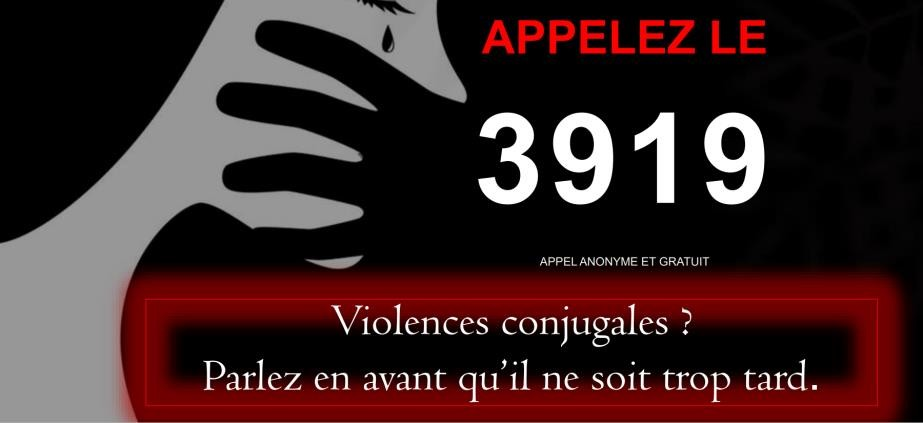 APPELEZ LE
3919
APPEL ANONYME ET GRATUIT
Violences conjugales ?
Parlez en avant qu'il ne soit trop tard.